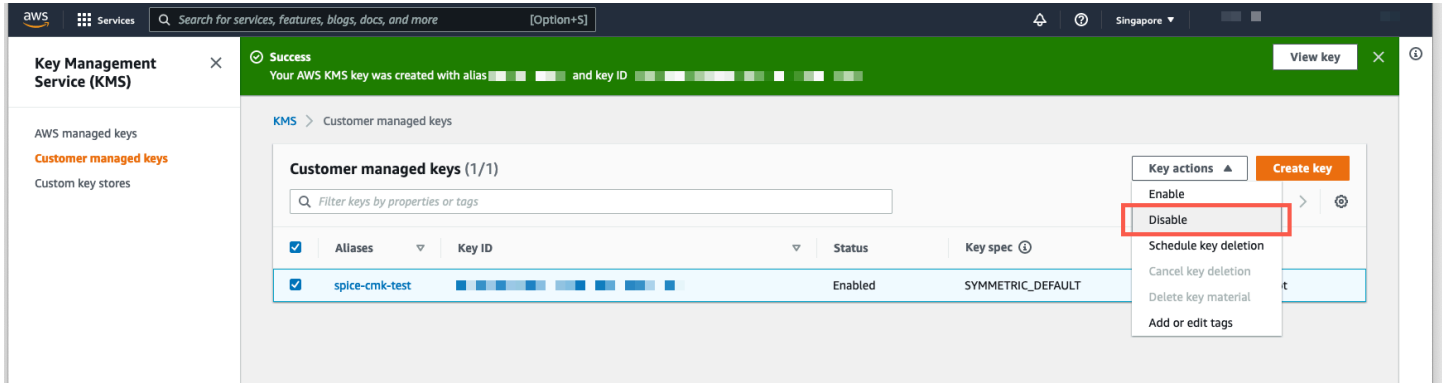 aws
Services
Search for services, features, blogs, docs, and more
[Option+S]
Singapore ▼
Key Management
Service (KMS)
AWS managed keys
Customer managed keys
Custom key stores
Success
Your AWS KMS key was created with alias and key ID
View key
KMS > Customer managed keys
Customer managed keys (1/1)
Key actions ▲
Create key
Filter keys by properties or tags
Enable
Disable
Schedule key deletion
Cancel key deletion
Delete key material
Add or edit tags
Aliases
Key ID
Status
Key spec
spice-cmk-test
Enabled
SYMMETRIC_DEFAULT